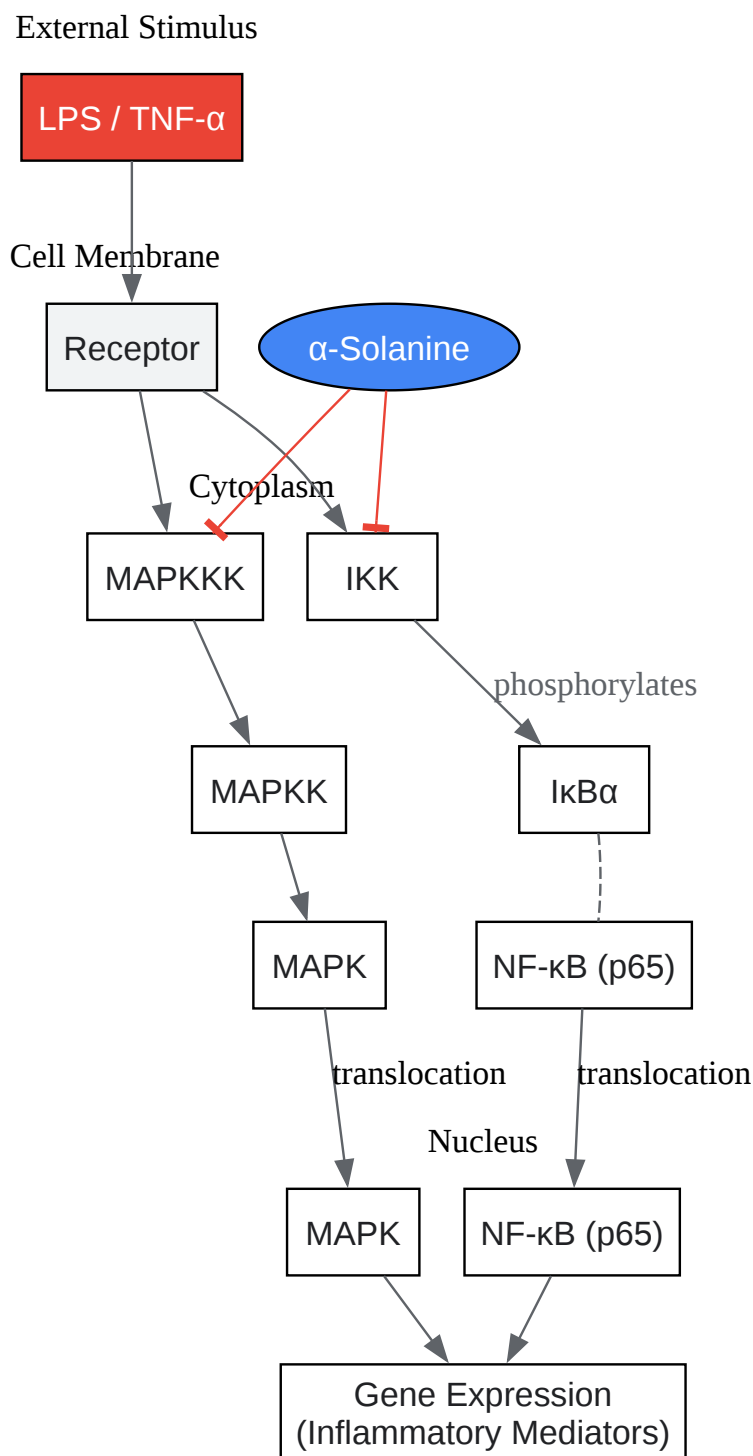 External Stimulus
LPS / TNF-α
Cell Membrane
Receptor
α-Solanine
Cytoplasm
MAPKKK
IKK
phosphorylates
MAPKK
IκBα
MAPK
NF-κB (p65)
translocation
translocation
Nucleus
MAPK
NF-κB (p65)
Gene Expression
(Inflammatory Mediators)